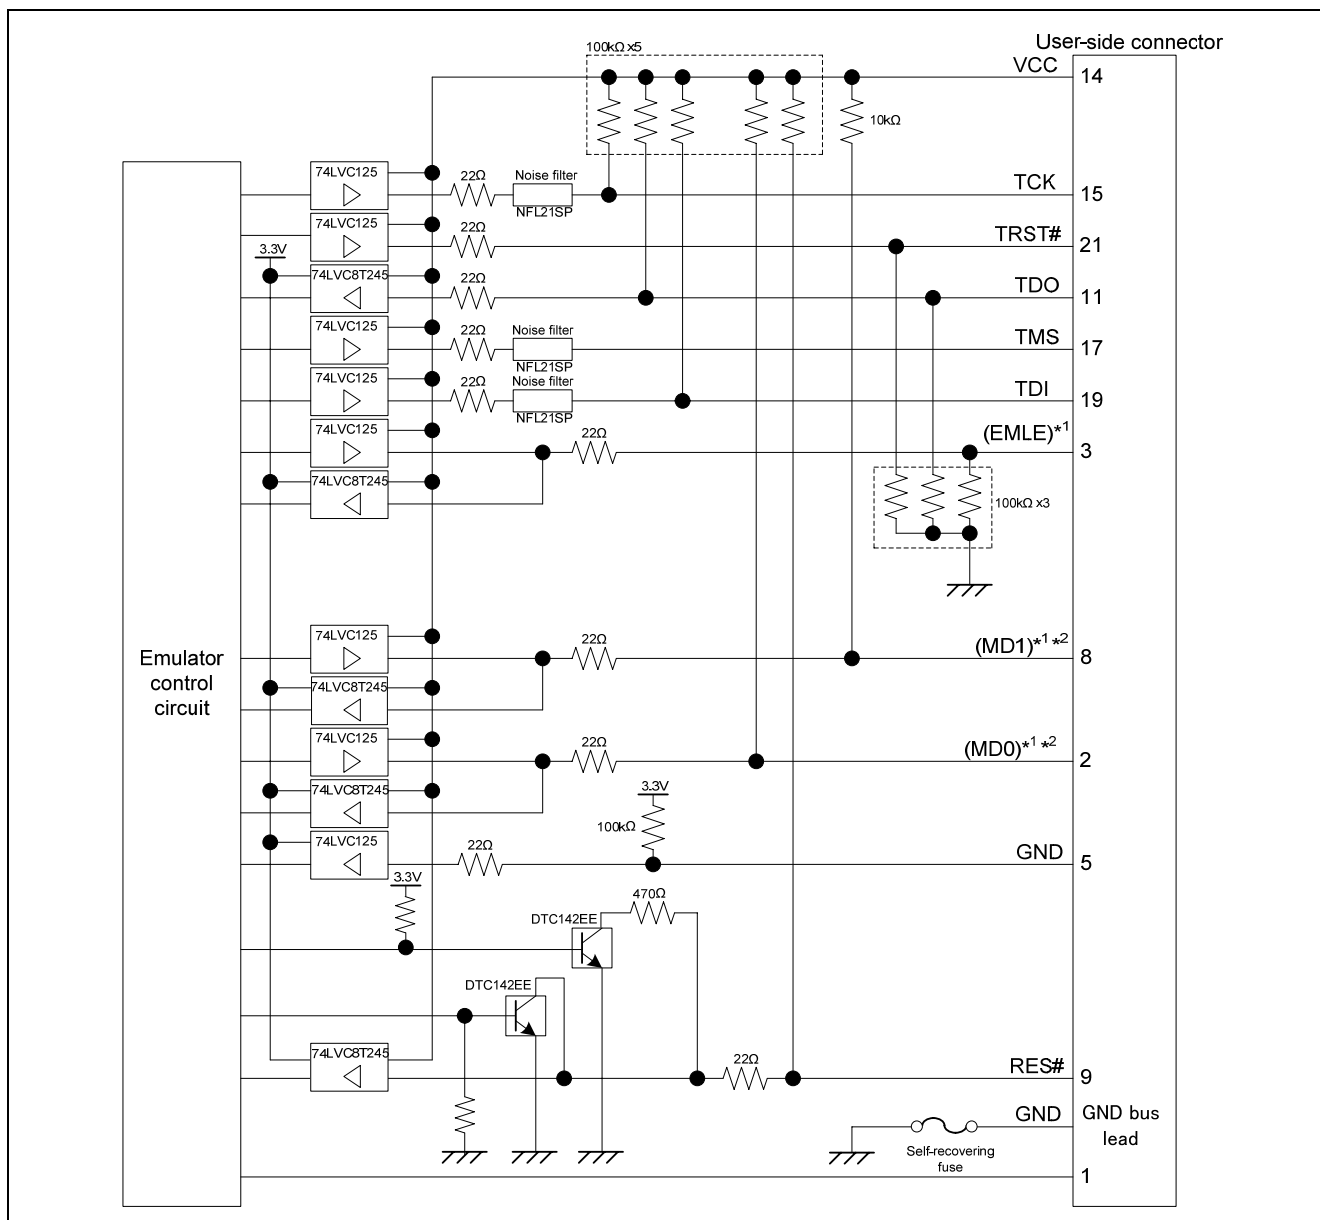 100kΩ x5
User-side connector
VCC
14
10kΩ
74LVC125
22Ω
Noise filter
NFL21SP
TCK
15
74LVC125
22Ω
TRST#
21
3.3V
74LVC8T245
22Ω
TDO
11
74LVC125
22Ω
Noise filter
NFL21SP
TMS
17
74LVC125
22Ω
Noise filter
NFL21SP
TDI
19
74LVC125
22Ω
(EMLE)*1
3
74LVC8T245
100kΩ x3
Emulator
control
circuit
74LVC125
22Ω
(MD1)*1 *2
8
74LVC8T245
74LVC125
22Ω
(MD0)*1 *2
2
74LVC8T245
3.3V
100kΩ
74LVC125
22Ω
GND
5
3.3V
470Ω
DTC142EE
DTC142EE
74LVC8T245
22Ω
RES#
9
GND
GND bus
lead
Self-recovering
fuse
1